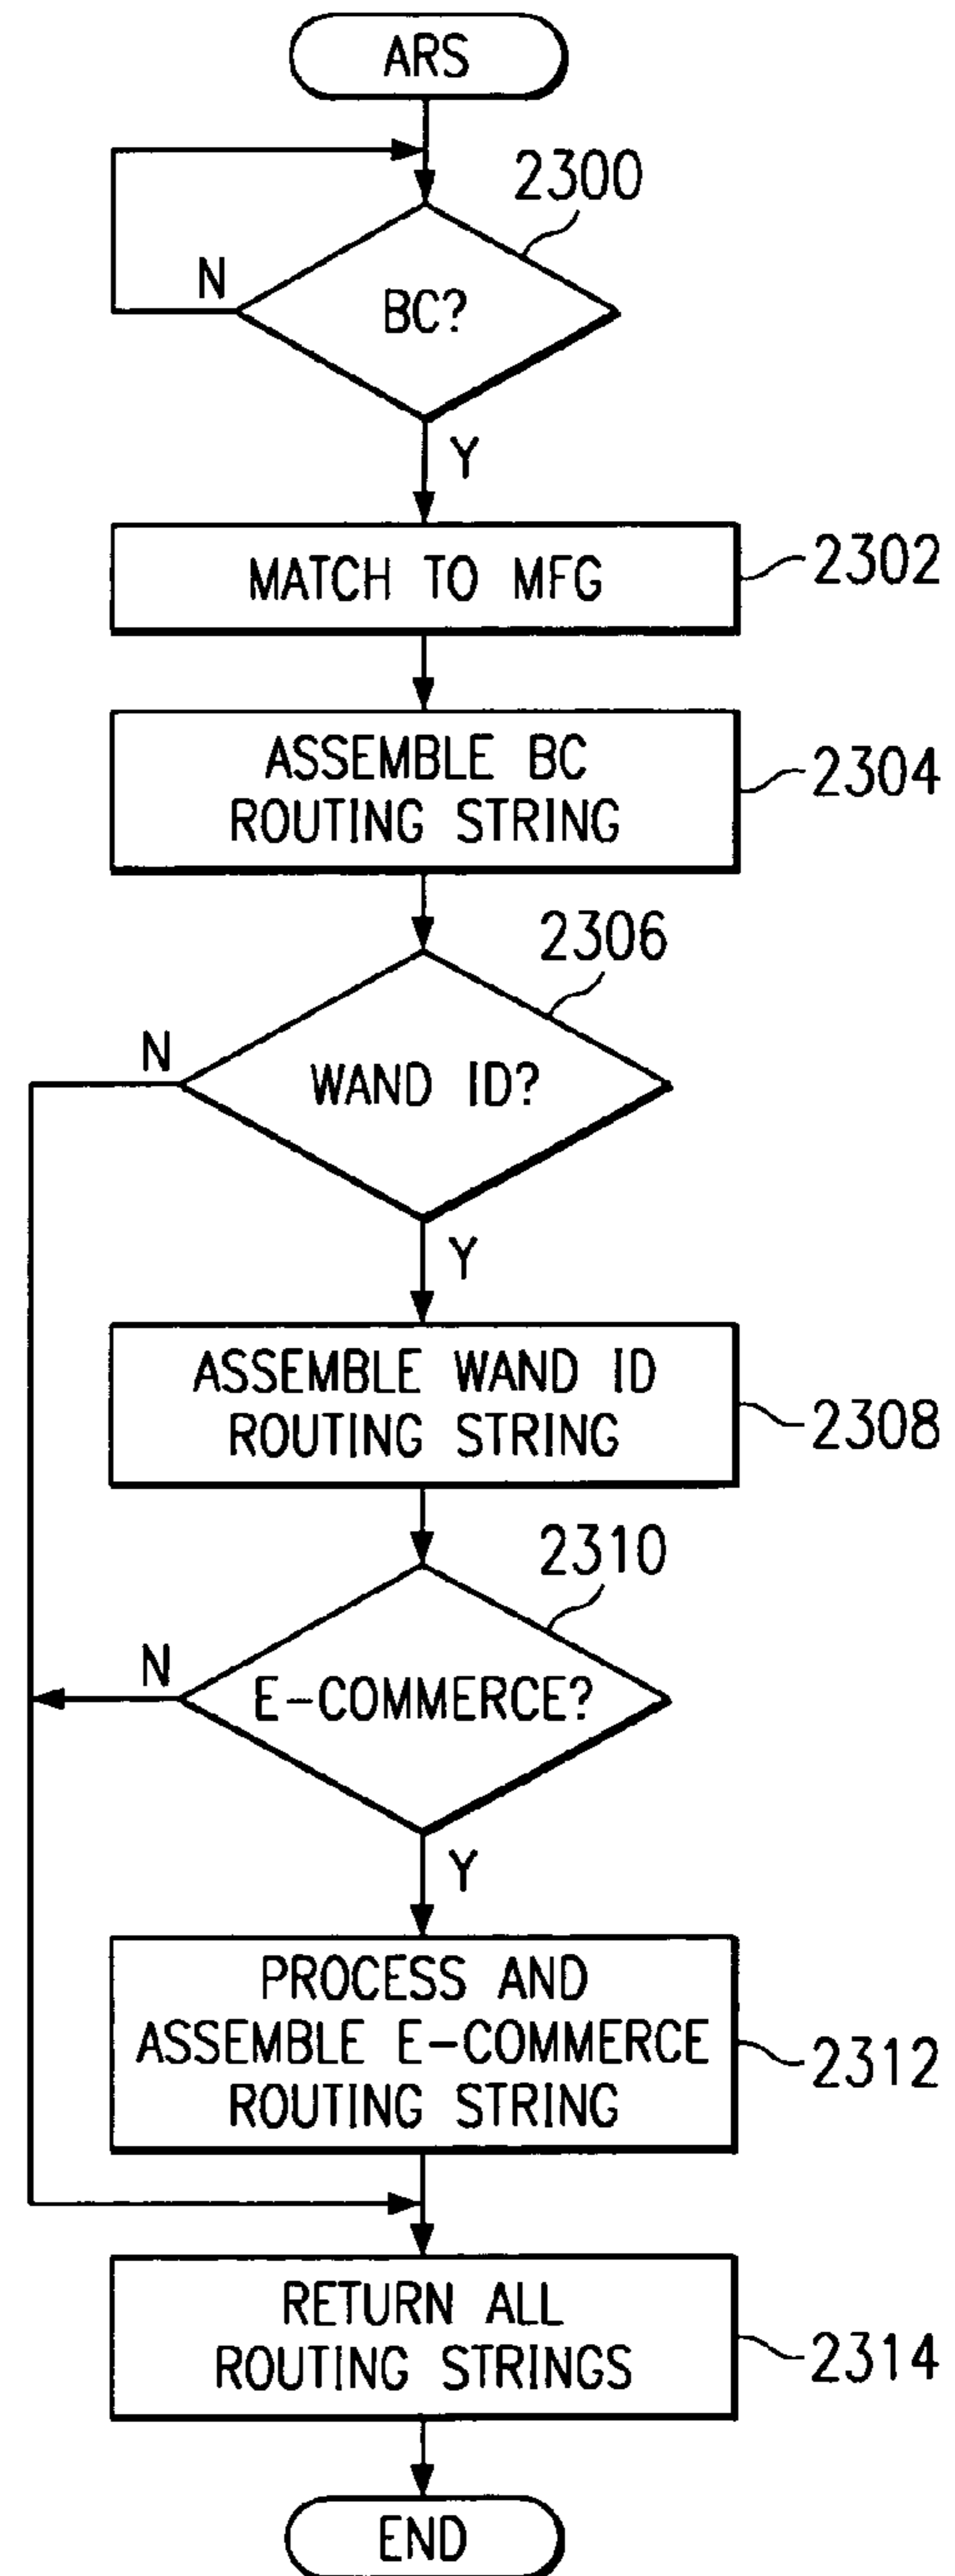 ARS
2300
N
BC?
Y
MATCH TO MFG
2302
ASSEMBLE BC
ROUTING STRING
2304
2306
N
WAND ID?
Y
ASSEMBLE WAND ID
ROUTING STRING
2308
2310
N
E-COMMERCE?
Y
PROCESS AND
ASSEMBLE E-COMMERCE
ROUTING STRING
2312
RETURN ALL
ROUTING STRINGS
2314
END